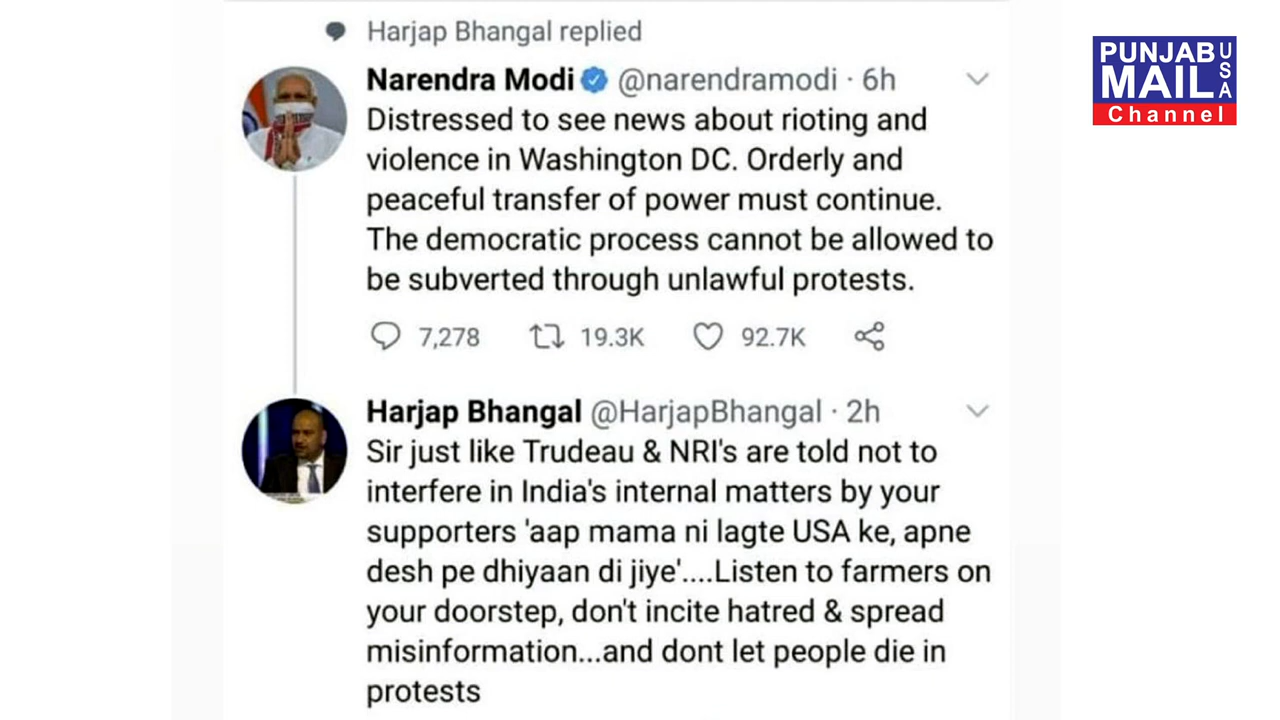 Harjap Bhangal replied
Narendra Modi @narendramodi · 6h
Distressed to see news about rioting and
violence in Washington DC. Orderly and
peaceful transfer of power must continue.
The democratic process cannot be allowed to
be subverted through unlawful protests.
7,278 19.3K 92.7K
Harjap Bhangal @HarjapBhangal · 2h
Sir just like Trudeau & NRI's are told not to
interfere in India's internal matters by your
supporters 'aap mama ni lagte USA ke, apne
desh pe dhiyaan di jiye'....Listen to farmers on
your doorstep, don't incite hatred & spread
misinformation...and dont let people die in
protests
PUNJAB USA
MAIL
Channel